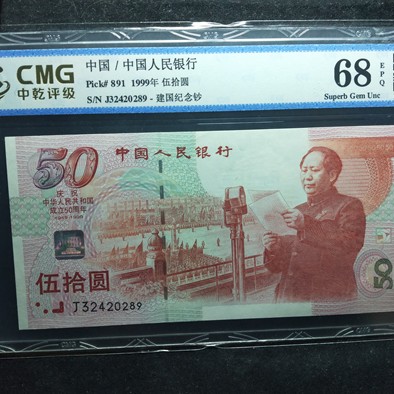 CMG
中乾评级
中国 / 中国人民银行
Pick# 891 1999年 伍拾圆
S/N J32420289 - 建国纪念钞
68
EPQ
Superb Gem Unc
50
中国人民银行
庆祝
中华人民共和国
成立50周年
伍拾圆
J32420289
50